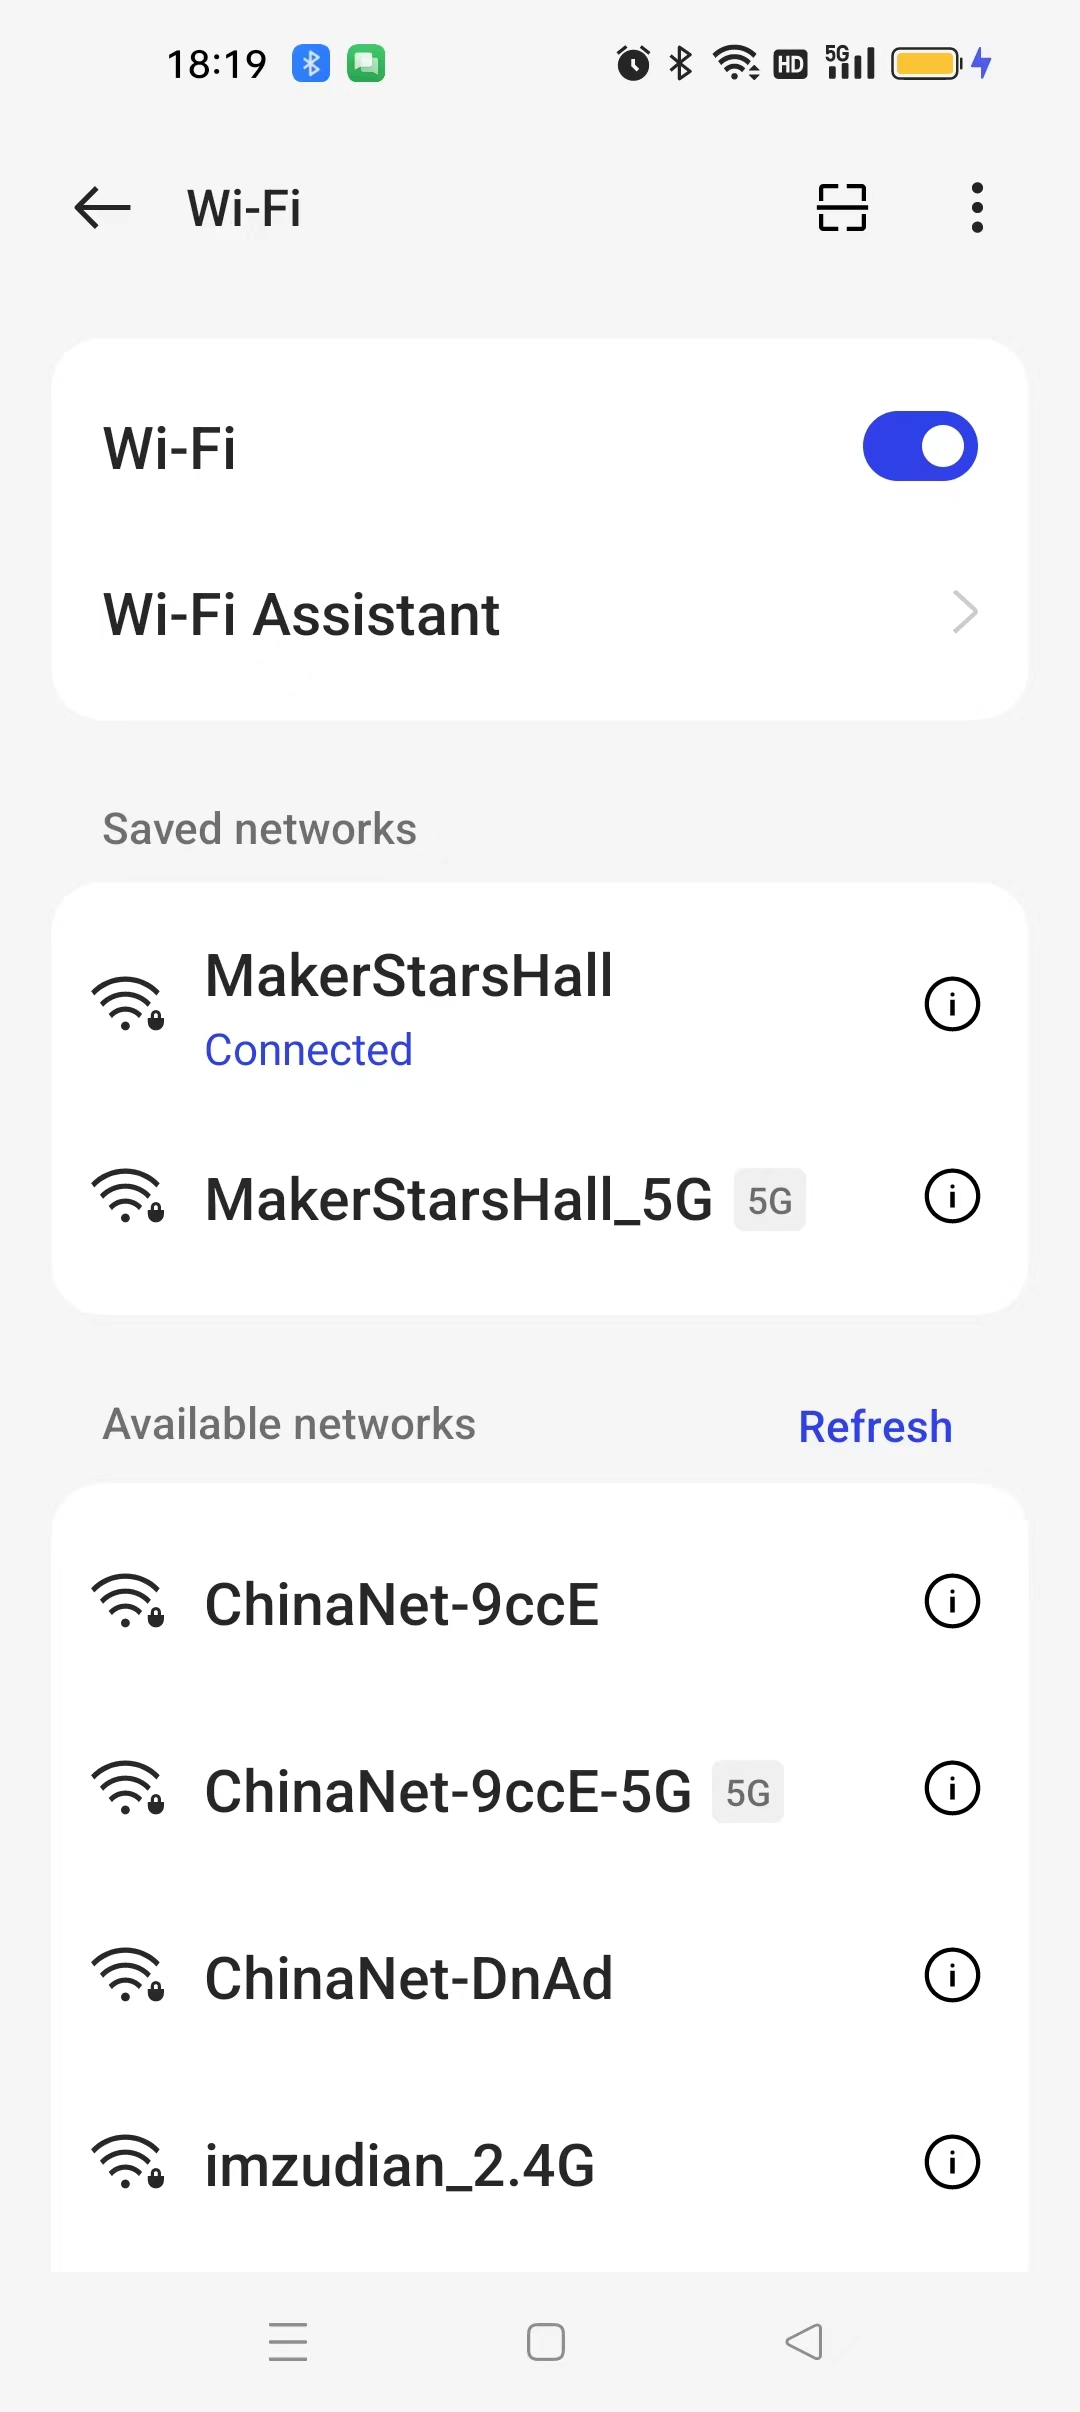 18:19 HD 5G
Wi-Fi
Wi-Fi
Wi-Fi Assistant
Saved networks
MakerStarsHall
Connected
MakerStarsHall_5G 5G
Available networks Refresh
ChinaNet-9ccE
ChinaNet-9ccE-5G 5G
ChinaNet-DnAd
imzudian_2.4G